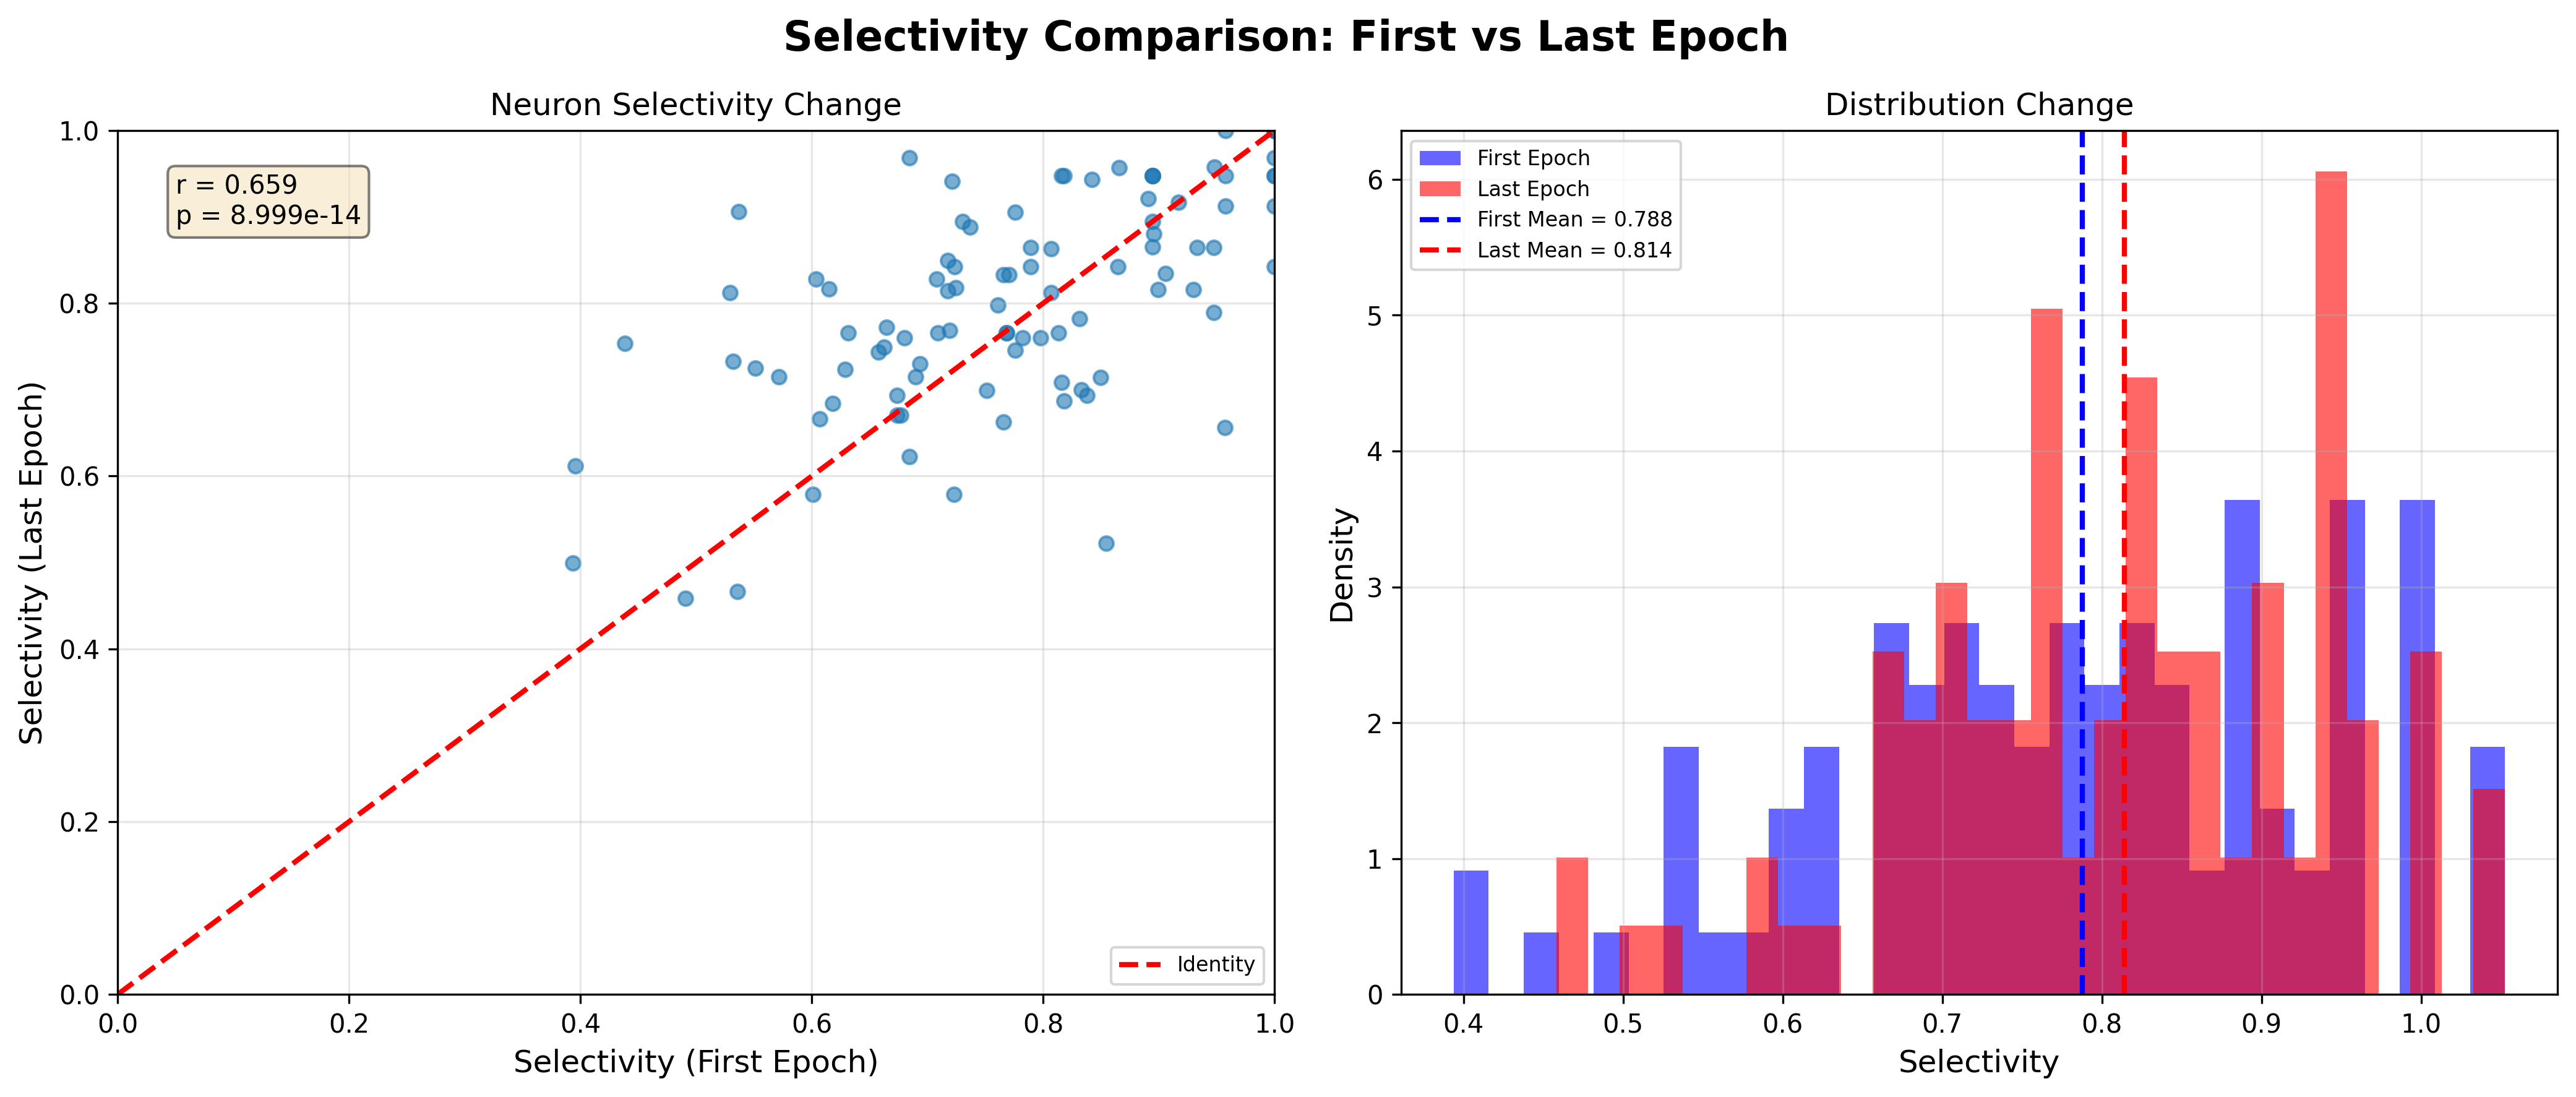 Selectivity Comparison: First vs Last Epoch
Neuron Selectivity Change
r = 0.659
p = 8.999e-14
Selectivity (Last Epoch)
1.0
0.8
0.6
0.4
0.2
0.0
0.0 0.2 0.4 0.6 0.8 1.0
Selectivity (First Epoch)
Identity
Distribution Change
First Epoch
Last Epoch
First Mean = 0.788
Last Mean = 0.814
Density
6
5
4
3
2
1
0
0.4 0.5 0.6 0.7 0.8 0.9 1.0
Selectivity